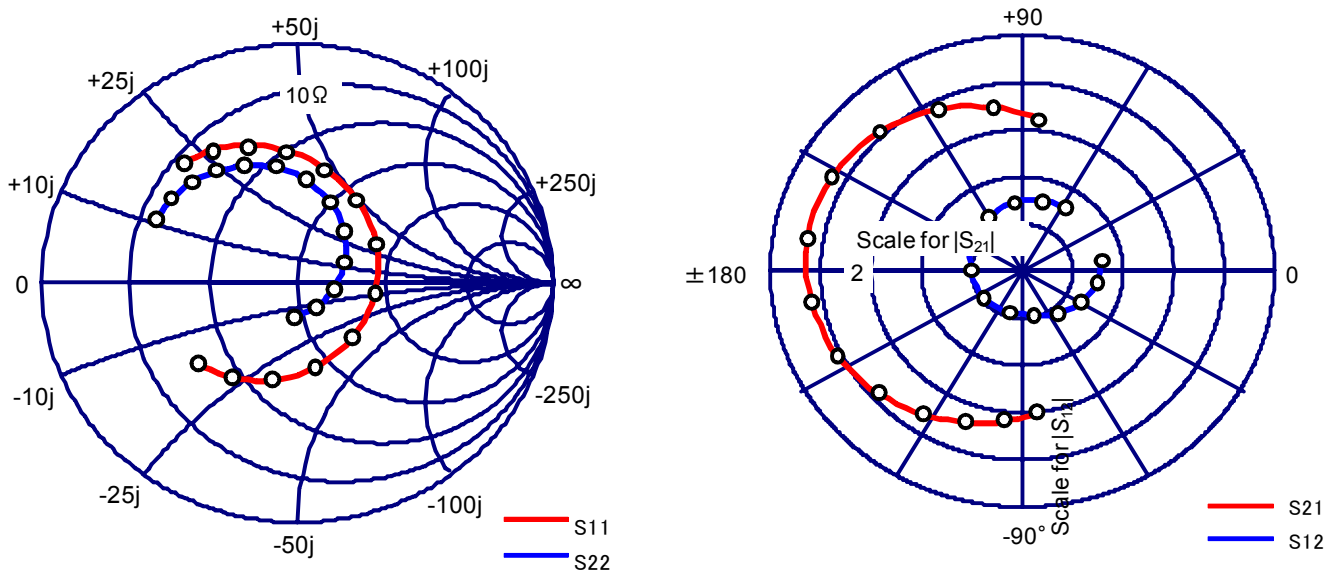 +50j
+25j
+100j
10Ω
+10j
+250j
0
∞
-10j
-250j
-25j
-100j
-50j
S11
S22
+90
Scale for |S21|
±180
2
0
Scale for |S12|
-90°
S21
S12